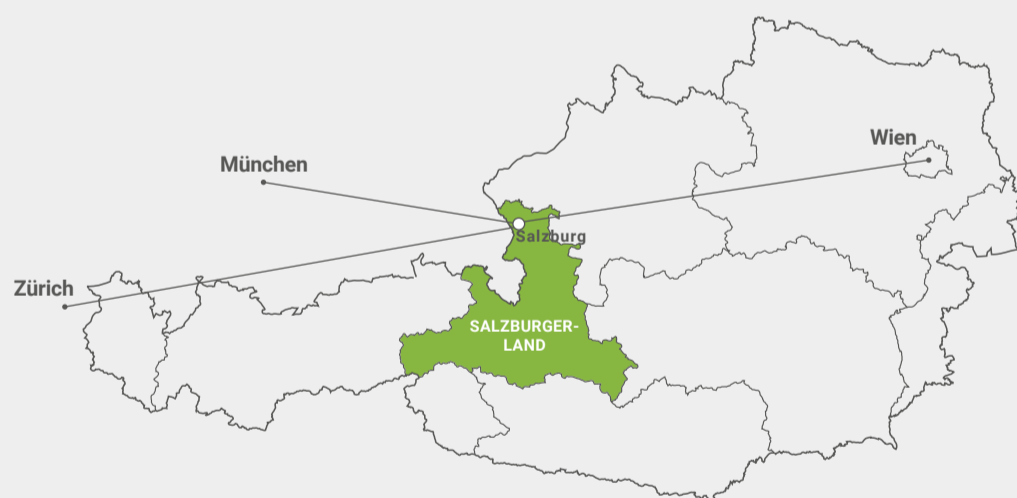 Wien
München
Salzburg
Zürich
SALZBURGER-
LAND